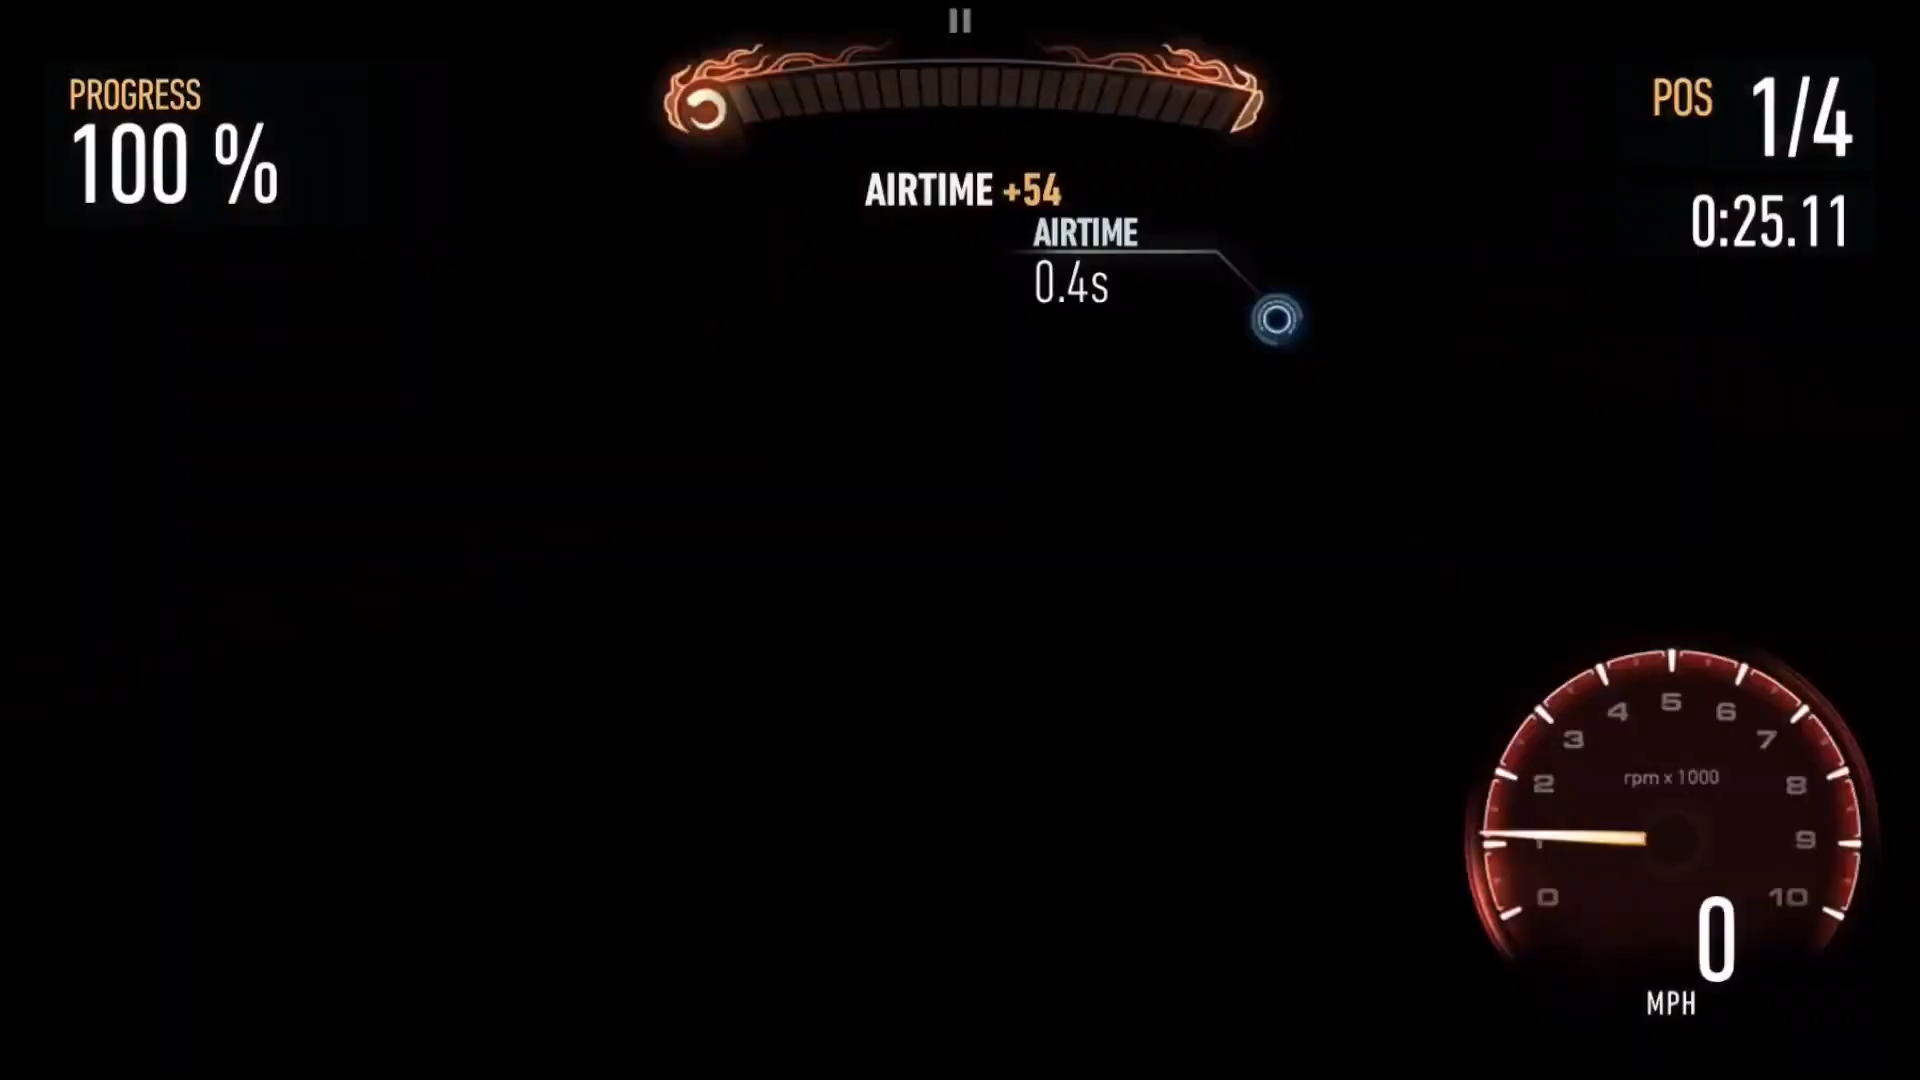 PROGRESS
100 %
AIRTIME +54
AIRTIME
0.4s
POS 1/4
0:25.11
0 1 2 3 4 5 6 7 8 9 10
rpm x 1000
0
MPH